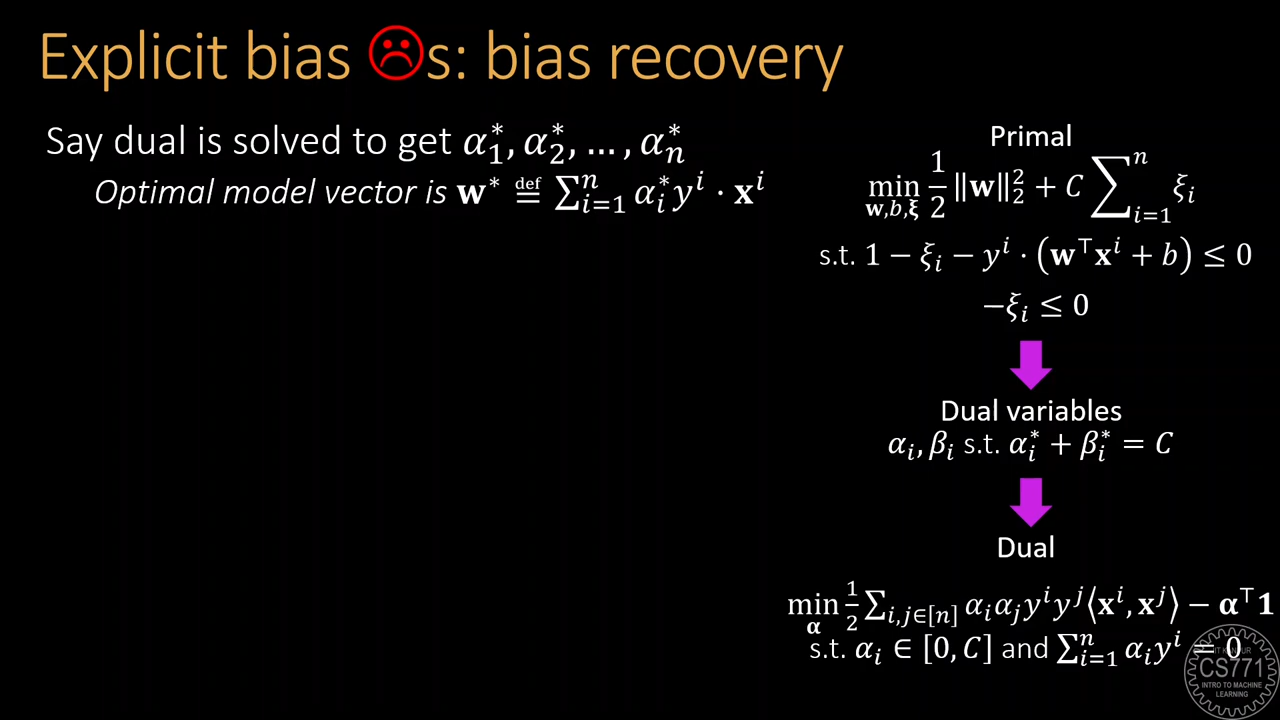 Explicit bias ☹s: bias recovery
Say dual is solved to get α₁*, α₂*, …, αₙ*
Optimal model vector is 𝐰* ≝ ∑ᵢ₌₁ⁿ αᵢ*yⁱ · 𝐱ⁱ
Primal
min_{𝐰,b,𝛏} 1/2 ‖𝐰‖₂² + C ∑ᵢ₌₁ⁿ ξᵢ
s.t. 1 − ξᵢ − yⁱ · (𝐰⊤𝐱ⁱ + b) ≤ 0
−ξᵢ ≤ 0
Dual variables
αᵢ, βᵢ s.t. αᵢ* + βᵢ* = C
Dual
min_𝛂 1/2 ∑_{i,j∈[n]} αᵢαⱼyⁱyʲ⟨𝐱ⁱ, 𝐱ʲ⟩ − 𝛂⊤𝟏
s.t. αᵢ ∈ [0, C] and ∑ᵢ₌₁ⁿ αᵢyⁱ = 0
CS771
INTRO TO MACHINE
LEARNING